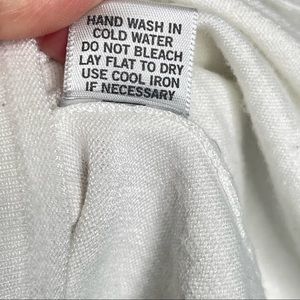 HAND WASH IN
COLD WATER
DO NOT BLEACH
LAY FLAT TO DRY
USE COOL IRON
IF NECESSARY